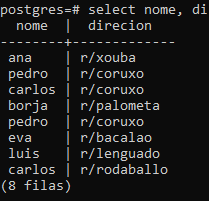 postgres=# select nome, di
nome | direcion
--------+-------------
ana | r/xouba
pedro | r/coruxo
carlos | r/coruxo
borja | r/palometa
pedro | r/coruxo
eva | r/bacalao
luis | r/lenguado
carlos | r/rodaballo
(8 filas)